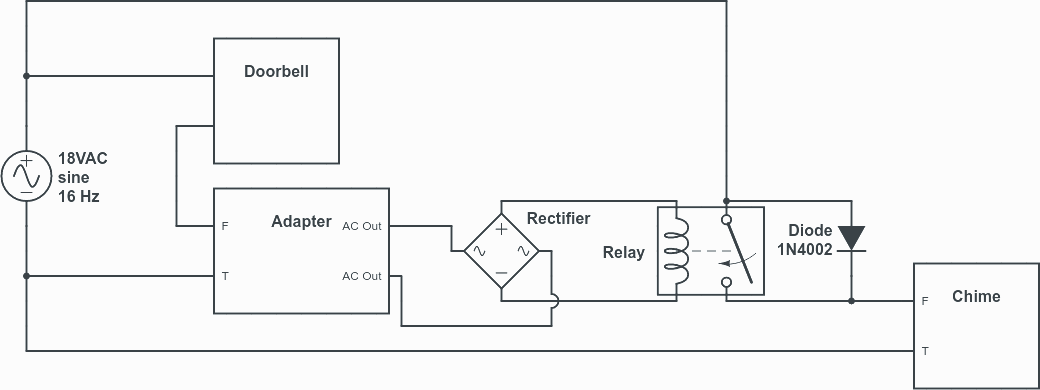 Doorbell
18VAC
sine
16 Hz
F
Adapter
AC Out
T
AC Out
Rectifier
Relay
Diode
1N4002
F
Chime
T